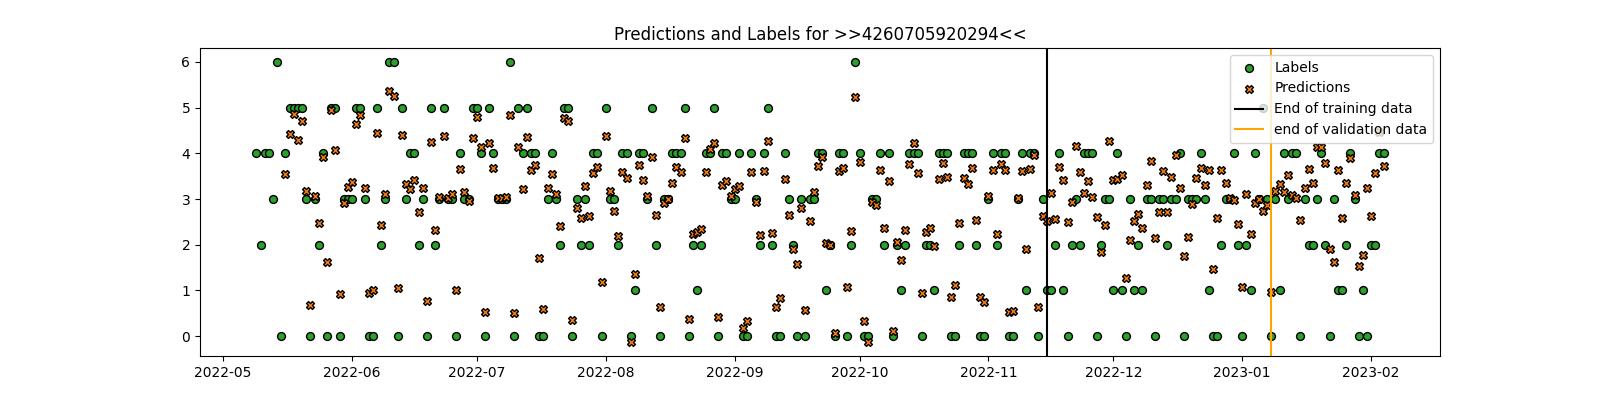 Predictions and Labels for >>4260705920294<<
6
5
4
3
2
1
0
Labels
Predictions
End of training data
end of validation data
2022-05 2022-06 2022-07 2022-08 2022-09 2022-10 2022-11 2022-12 2023-01 2023-02